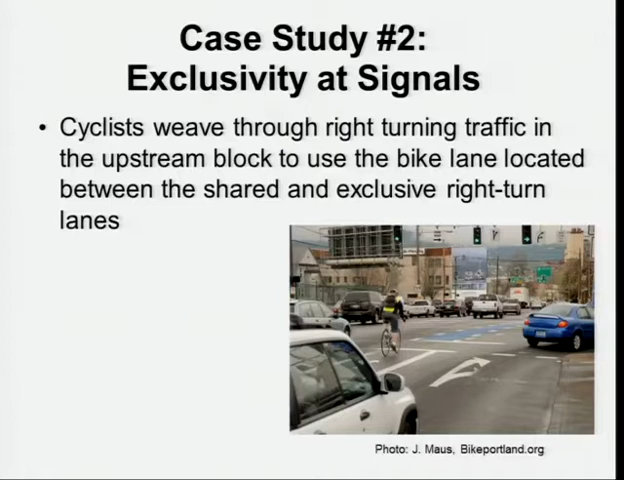 Case Study #2:
Exclusivity at Signals
• Cyclists weave through right turning traffic in
the upstream block to use the bike lane located
between the shared and exclusive right-turn
lanes
Photo: J. Maus, Bikeportland.org